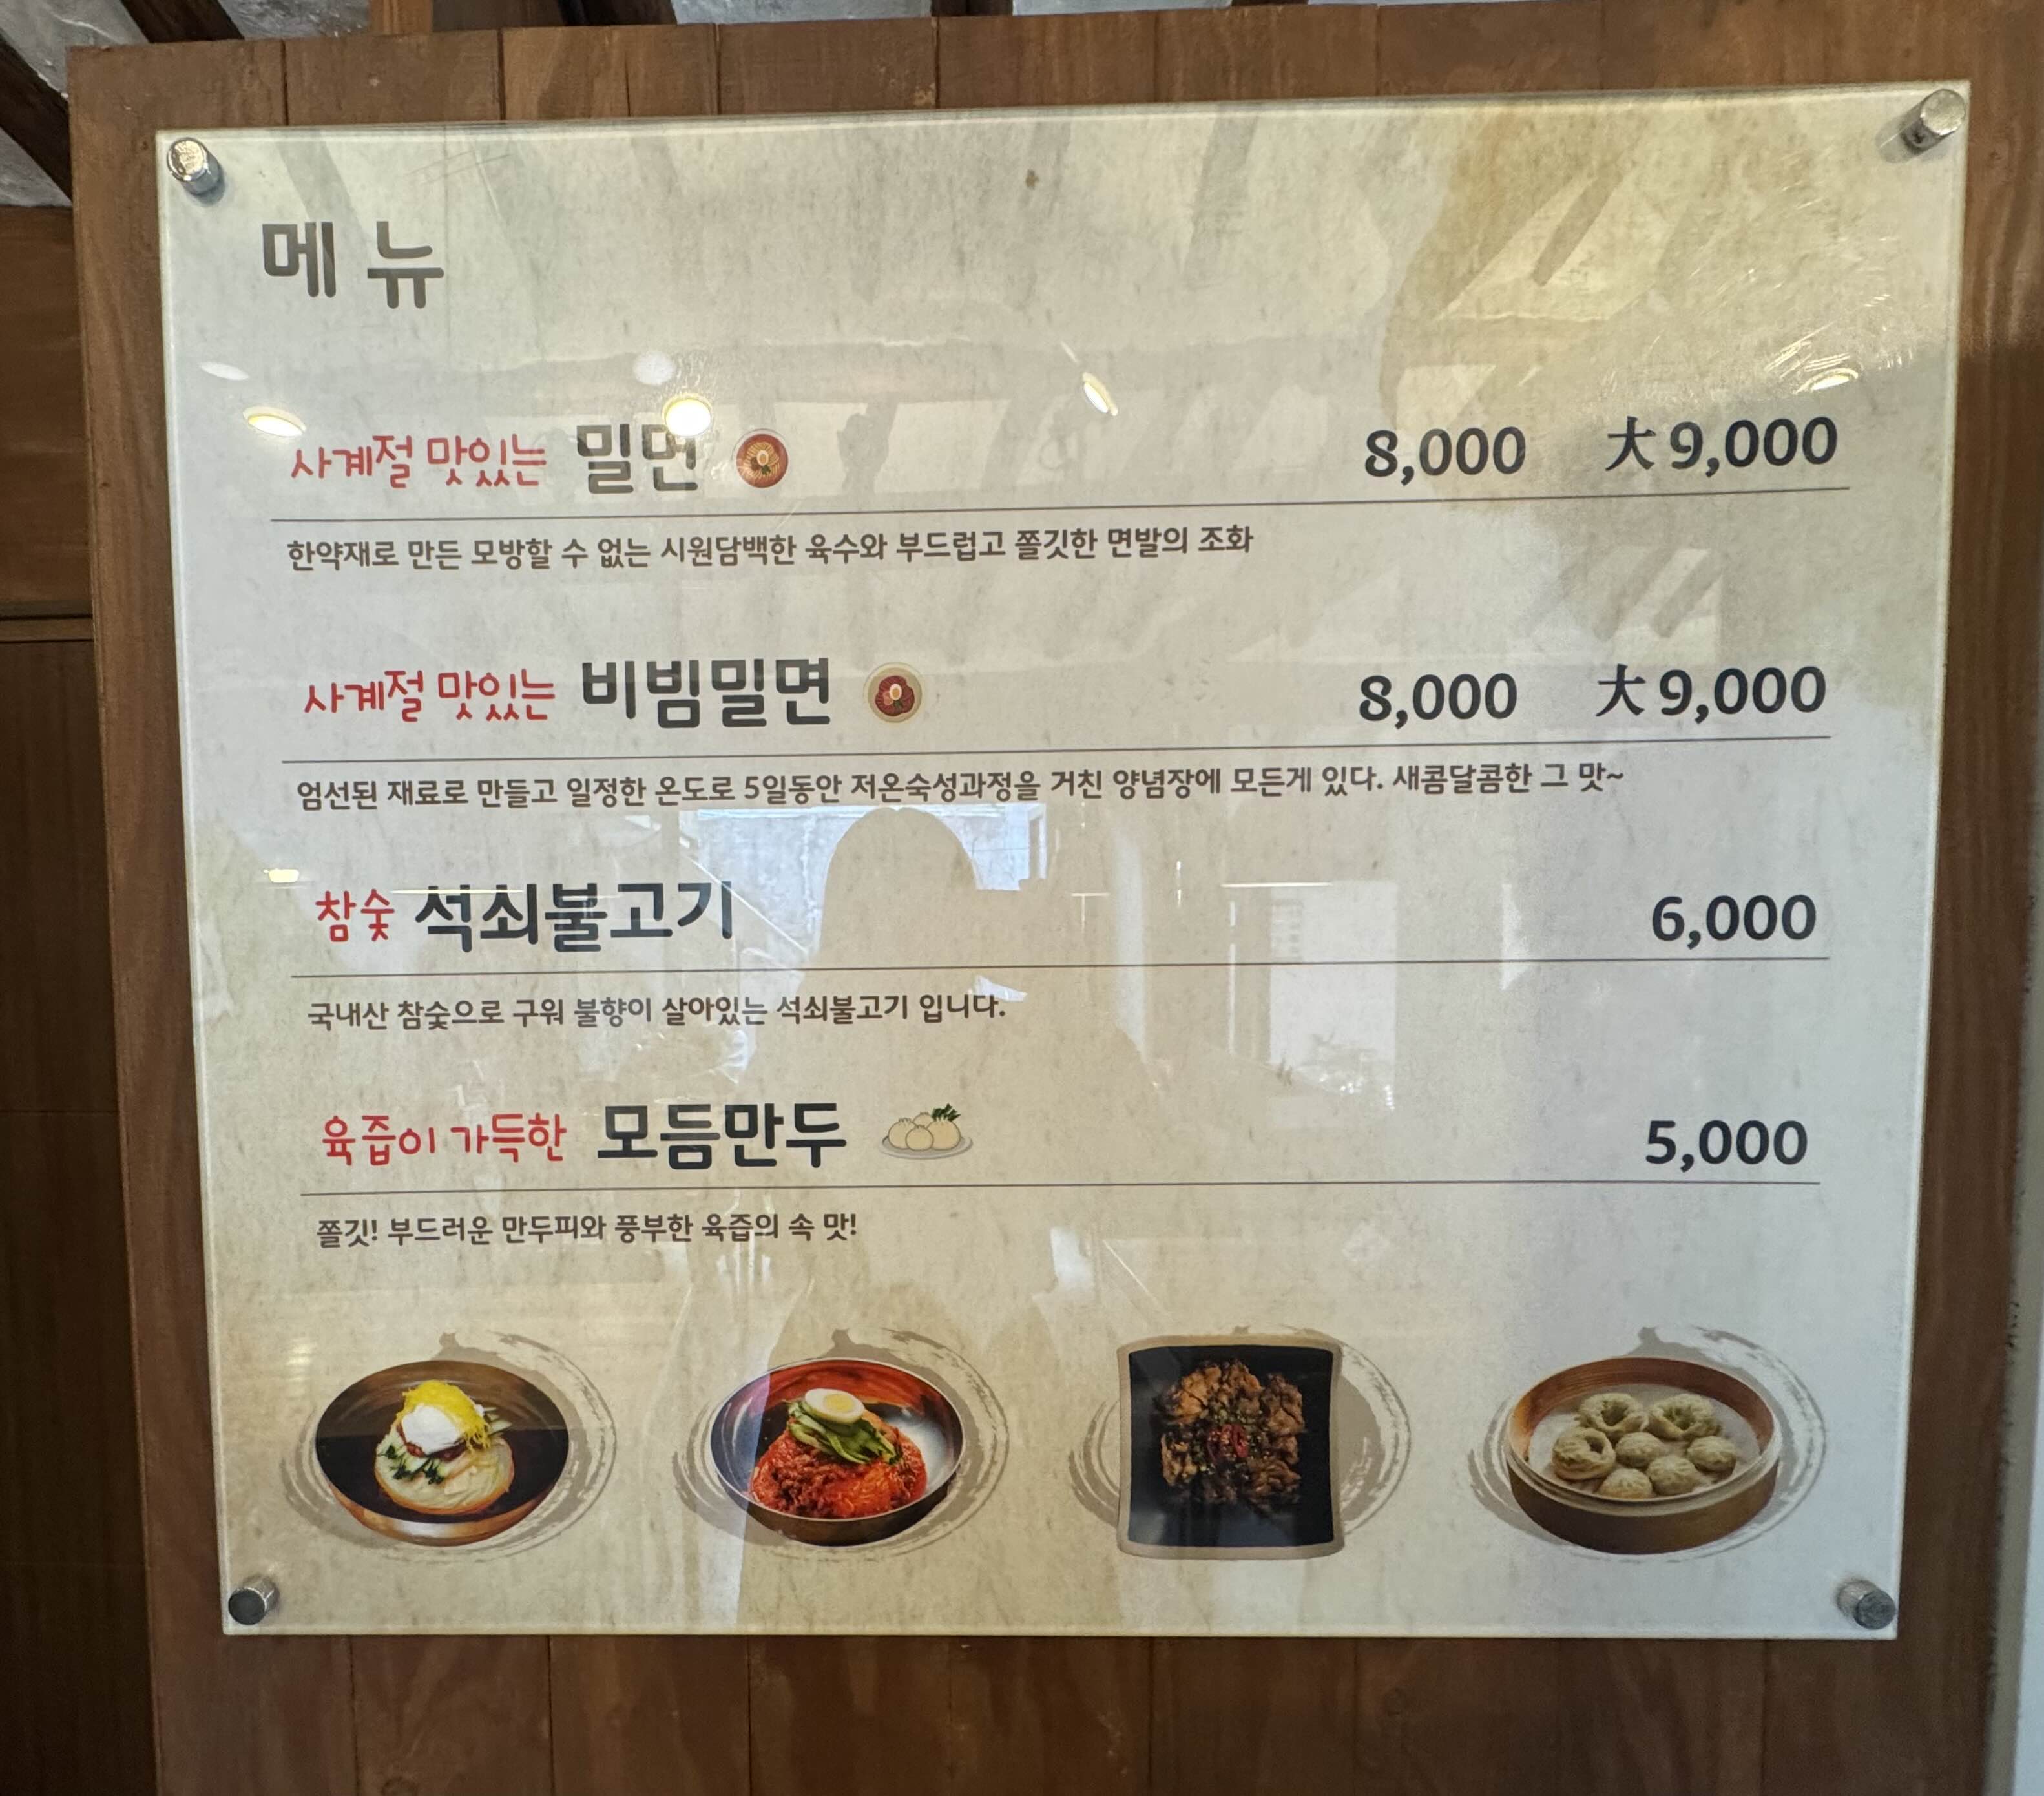 메뉴
사계절 맛있는 밀면 8,000 大 9,000
한약재로 만든 모방할 수 없는 시원담백한 육수와 부드럽고 쫄깃한 면발의 조화
사계절 맛있는 비빔밀면 8,000 大 9,000
엄선된 재료로 만들고 일정한 온도로 5일동안 저온숙성과정을 거친 양념장에 모든게 있다. 새콤달콤한 그 맛~
참숯 석쇠불고기 6,000
국내산 참숯으로 구워 불향이 살아있는 석쇠불고기 입니다.
육즙이 가득한 모듬만두 5,000
쫄깃! 부드러운 만두피와 풍부한 육즙의 속 맛!